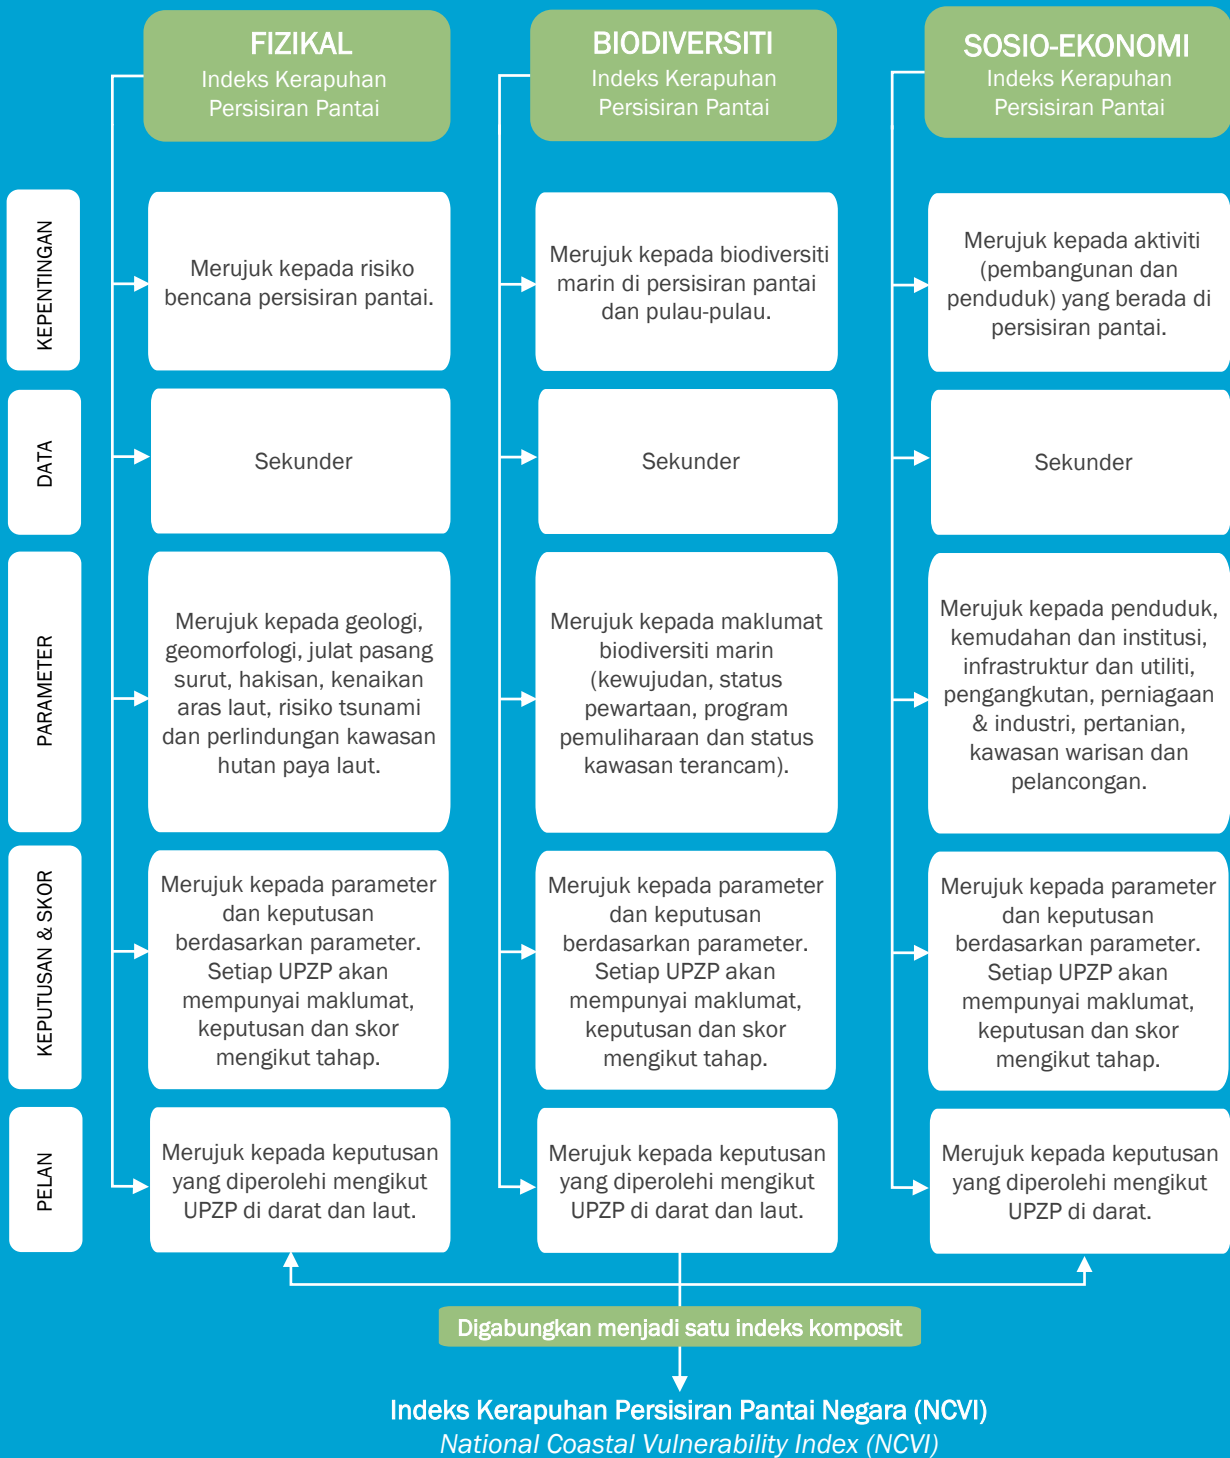 FIZIKAL
Indeks Kerapuhan
Persisiran Pantai
BIODIVERSITI
Indeks Kerapuhan
Persisiran Pantai
SOSIO-EKONOMI
Indeks Kerapuhan
Persisiran Pantai
KEPENTINGAN
Merujuk kepada risiko
bencana persisiran pantai.
Merujuk kepada biodiversiti
marin di persisiran pantai
dan pulau-pulau.
Merujuk kepada aktiviti
(pembangunan dan
penduduk) yang berada di
persisiran pantai.
DATA
Sekunder
Sekunder
Sekunder
PARAMETER
Merujuk kepada geologi,
geomorfologi, julat pasang
surut, hakisan, kenaikan
aras laut, risiko tsunami
dan perlindungan kawasan
hutan paya laut.
Merujuk kepada maklumat
biodiversiti marin
(kewujudan, status
pewartaan, program
pemuliharaan dan status
kawasan terancam).
Merujuk kepada penduduk,
kemudahan dan institusi,
infrastruktur dan utiliti,
pengangkutan, perniagaan
& industri, pertanian,
kawasan warisan dan
pelancongan.
KEPUTUSAN & SKOR
Merujuk kepada parameter
dan keputusan
berdasarkan parameter.
Setiap UPZP akan
mempunyai maklumat,
keputusan dan skor
mengikut tahap.
Merujuk kepada parameter
dan keputusan
berdasarkan parameter.
Setiap UPZP akan
mempunyai maklumat,
keputusan dan skor
mengikut tahap.
Merujuk kepada parameter
dan keputusan
berdasarkan parameter.
Setiap UPZP akan
mempunyai maklumat,
keputusan dan skor
mengikut tahap.
PELAN
Merujuk kepada keputusan
yang diperolehi mengikut
UPZP di darat dan laut.
Merujuk kepada keputusan
yang diperolehi mengikut
UPZP di darat dan laut.
Merujuk kepada keputusan
yang diperolehi mengikut
UPZP di darat.
Digabungkan menjadi satu indeks komposit
Indeks Kerapuhan Persisiran Pantai Negara (NCVI)
National Coastal Vulnerability Index (NCVI)